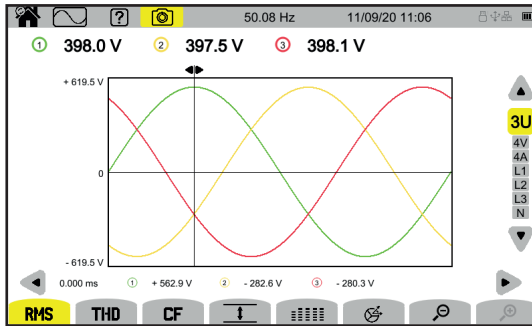 ? 50.08 Hz 11/09/20 11:06
1 398.0 V 2 397.5 V 3 398.1 V
+ 619.5 V
0
- 619.5 V
3U
4V
4A
L1
L2
L3
N
0.000 ms 1 + 562.9 V 2 - 282.6 V 3 - 280.3 V
RMS THD CF